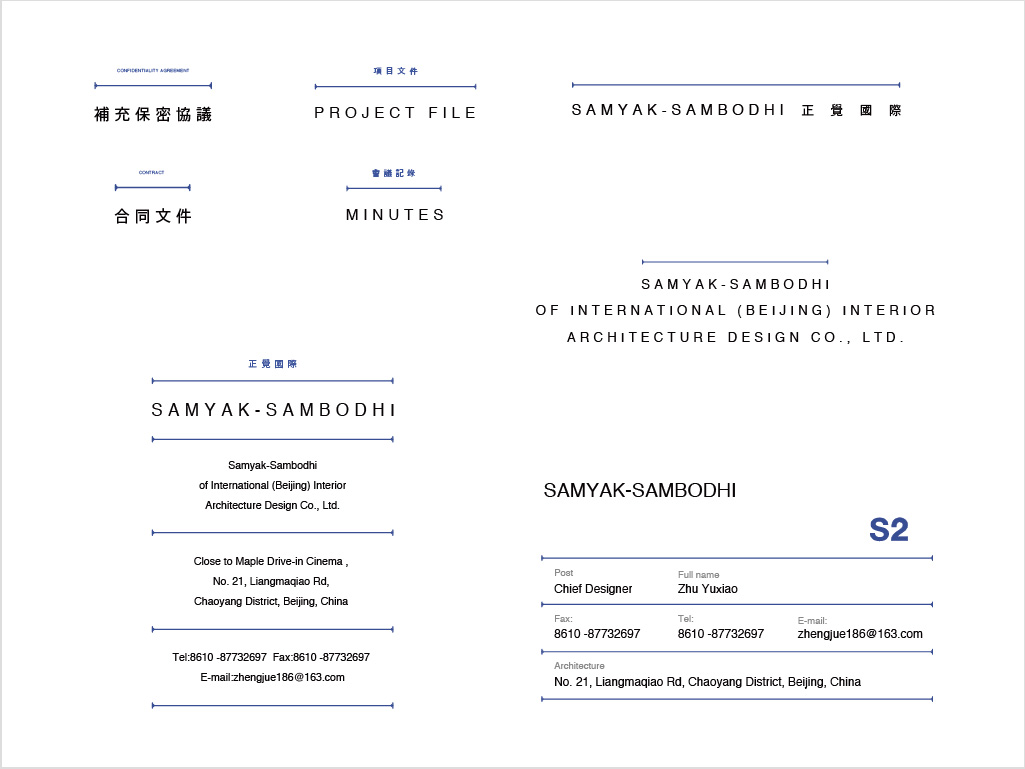 CONFIDENTIALITY AGREEMENT
補充保密協議
項目文件
PROJECT FILE
SAMYAK-SAMBODHI 正覺國際
CONTRACT
合同文件
會議記錄
MINUTES
SAMYAK-SAMBODHI
OF INTERNATIONAL (BEIJING) INTERIOR
ARCHITECTURE DESIGN CO., LTD.
正覺國際
SAMYAK-SAMBODHI
Samyak-Sambodhi
of International (Beijing) Interior
Architecture Design Co., Ltd.
Close to Maple Drive-in Cinema ,
No. 21, Liangmaqiao Rd,
Chaoyang District, Beijing, China
Tel:8610 -87732697 Fax:8610 -87732697
E-mail:zhengjue186@163.com
SAMYAK-SAMBODHI
S2
Post Full name
Chief Designer Zhu Yuxiao
Fax: Tel: E-mail:
8610 -87732697 8610 -87732697 zhengjue186@163.com
Architecture
No. 21, Liangmaqiao Rd, Chaoyang District, Beijing, China